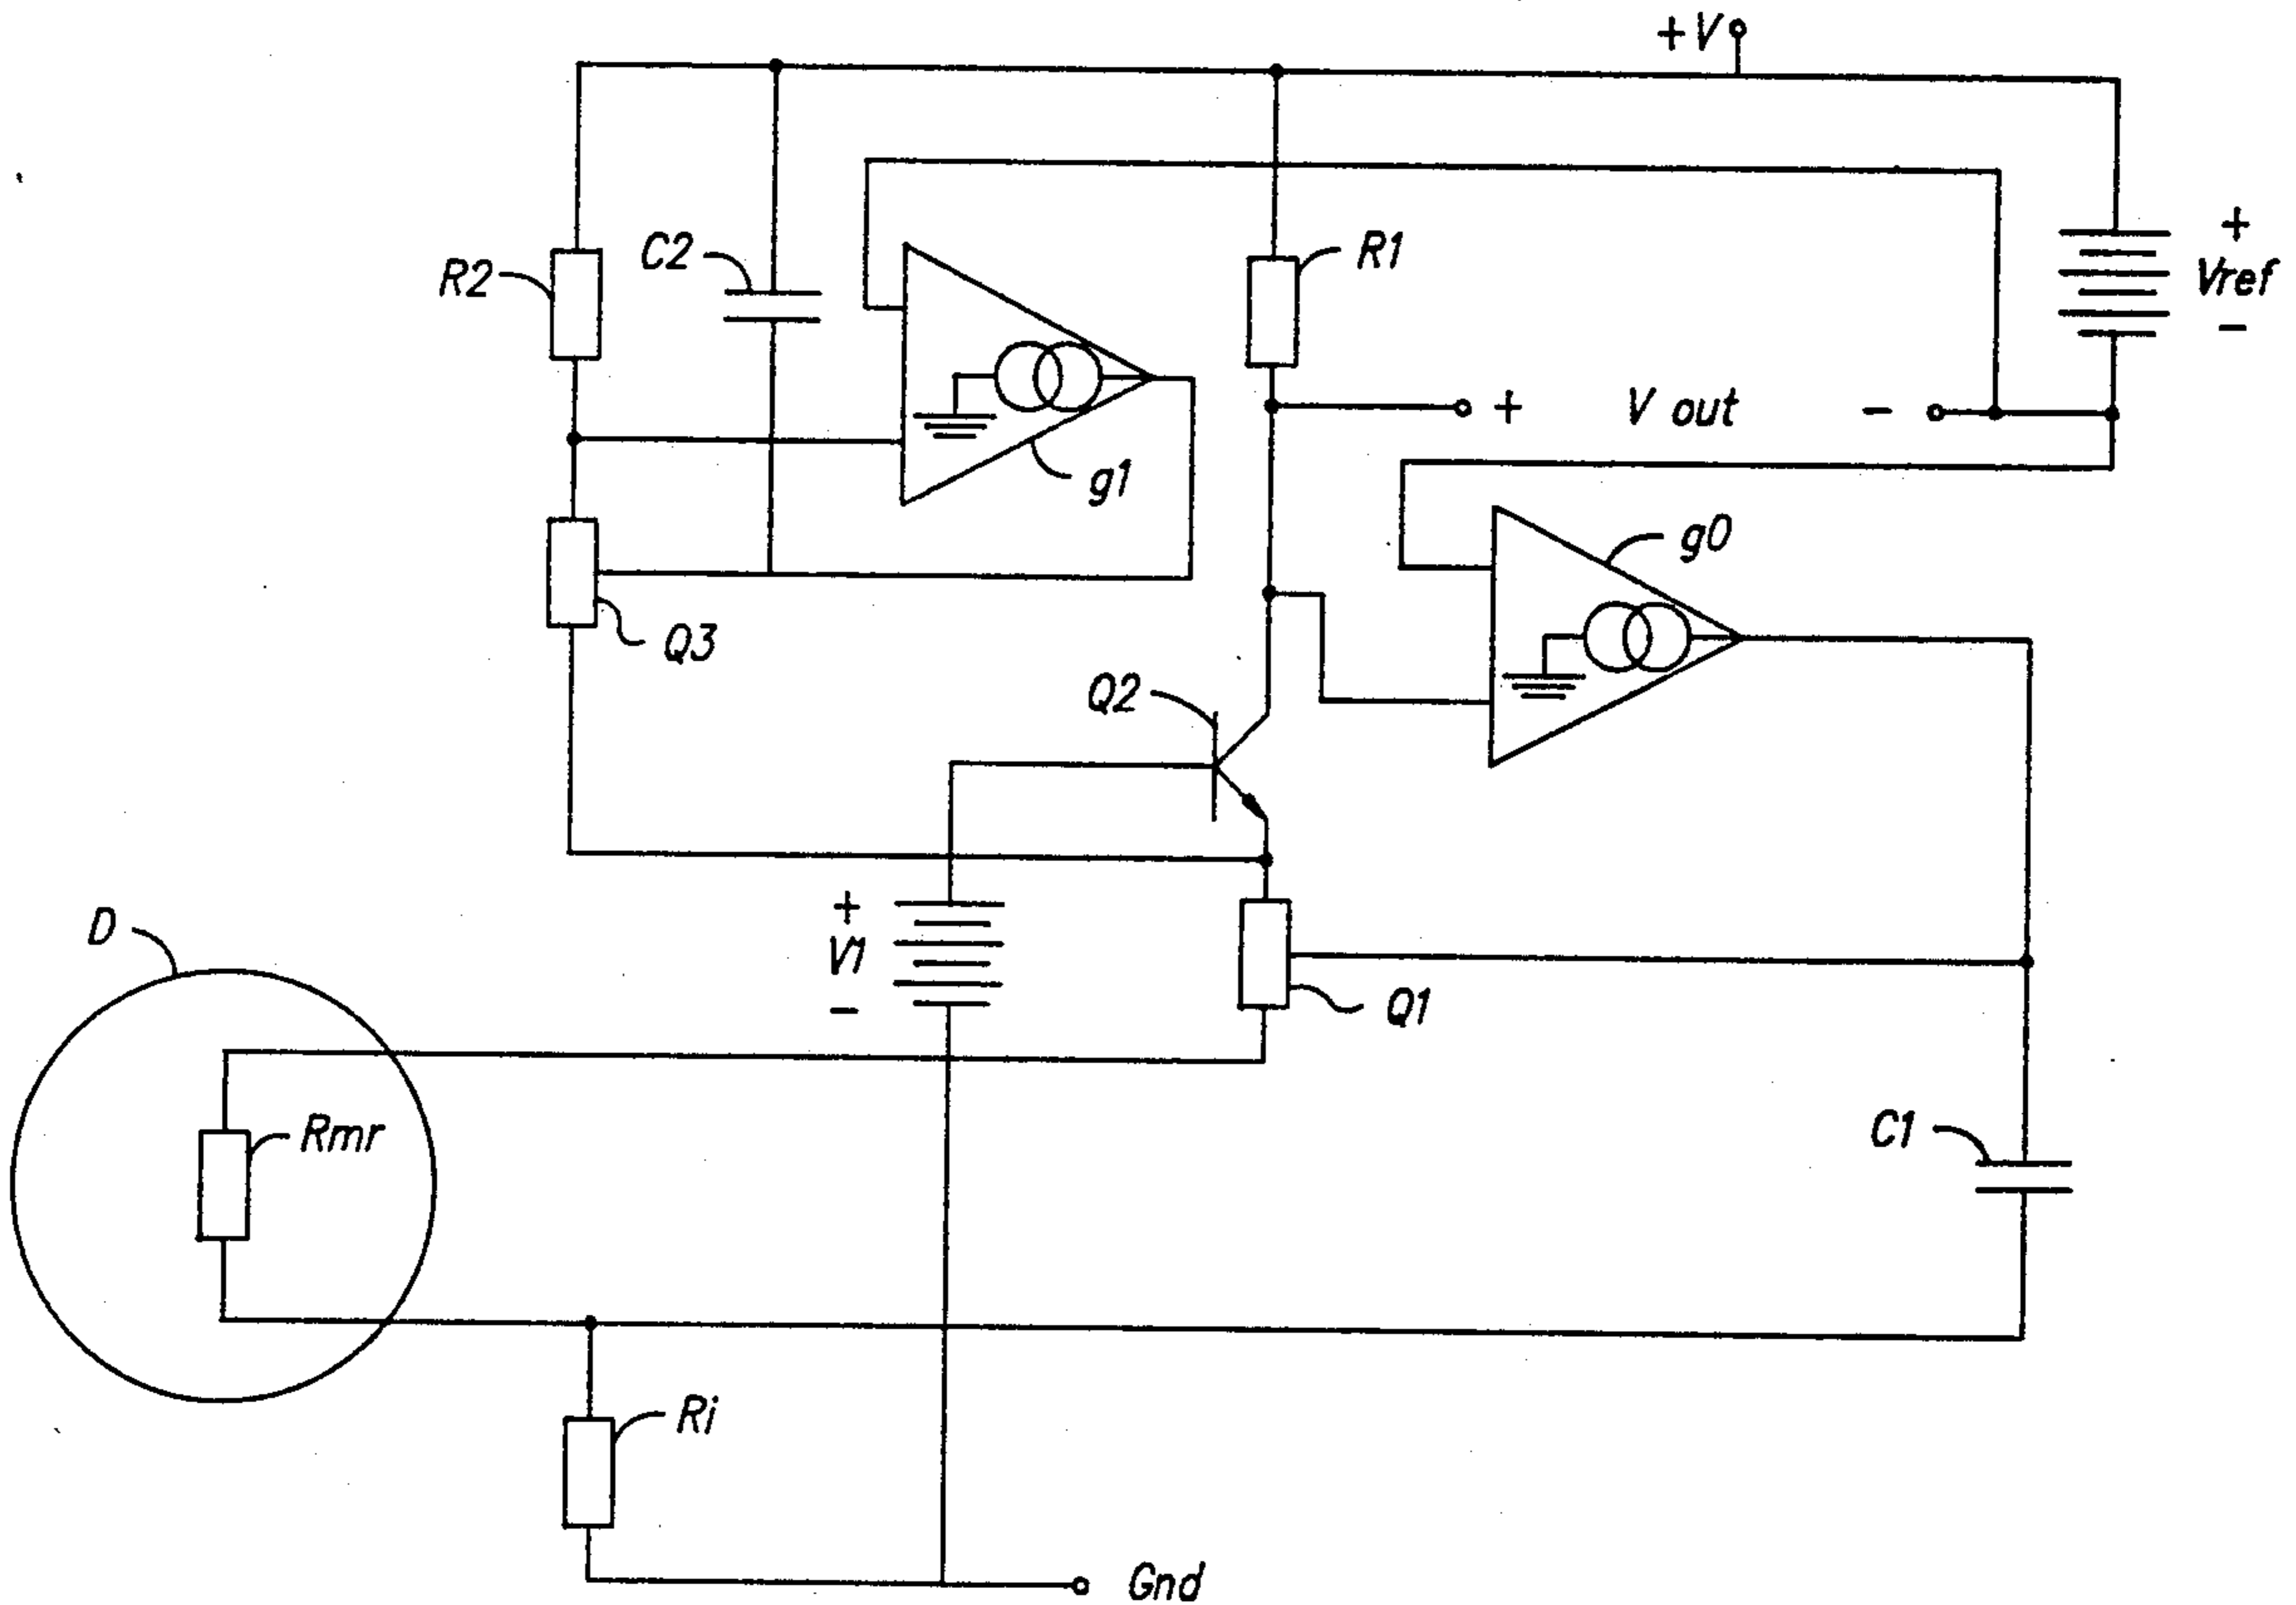 +V
R2
C2
R1
+
Vref
-
+ V out -
g1
g0
Q3
Q2
D
+
V1
-
Q1
Rmr
C1
Ri
Gnd